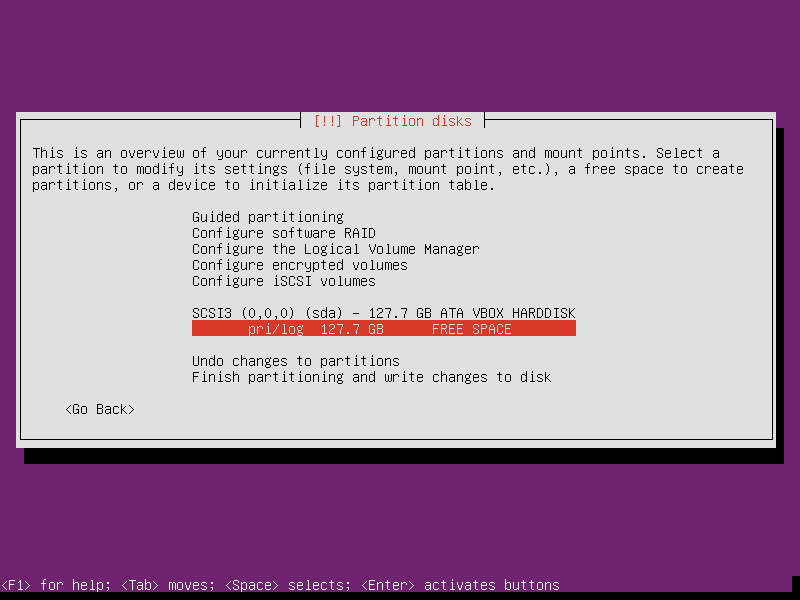 [!!] Partition disks
This is an overview of your currently configured partitions and mount points. Select a
partition to modify its settings (file system, mount point, etc.), a free space to create
partitions, or a device to initialize its partition table.
Guided partitioning
Configure software RAID
Configure the Logical Volume Manager
Configure encrypted volumes
Configure iSCSI volumes
SCSI3 (0,0,0) (sda) - 127.7 GB ATA VBOX HARDDISK
pri/log 127.7 GB FREE SPACE
Undo changes to partitions
Finish partitioning and write changes to disk
<Go Back>
<F1> for help; <Tab> moves; <Space> selects; <Enter> activates buttons